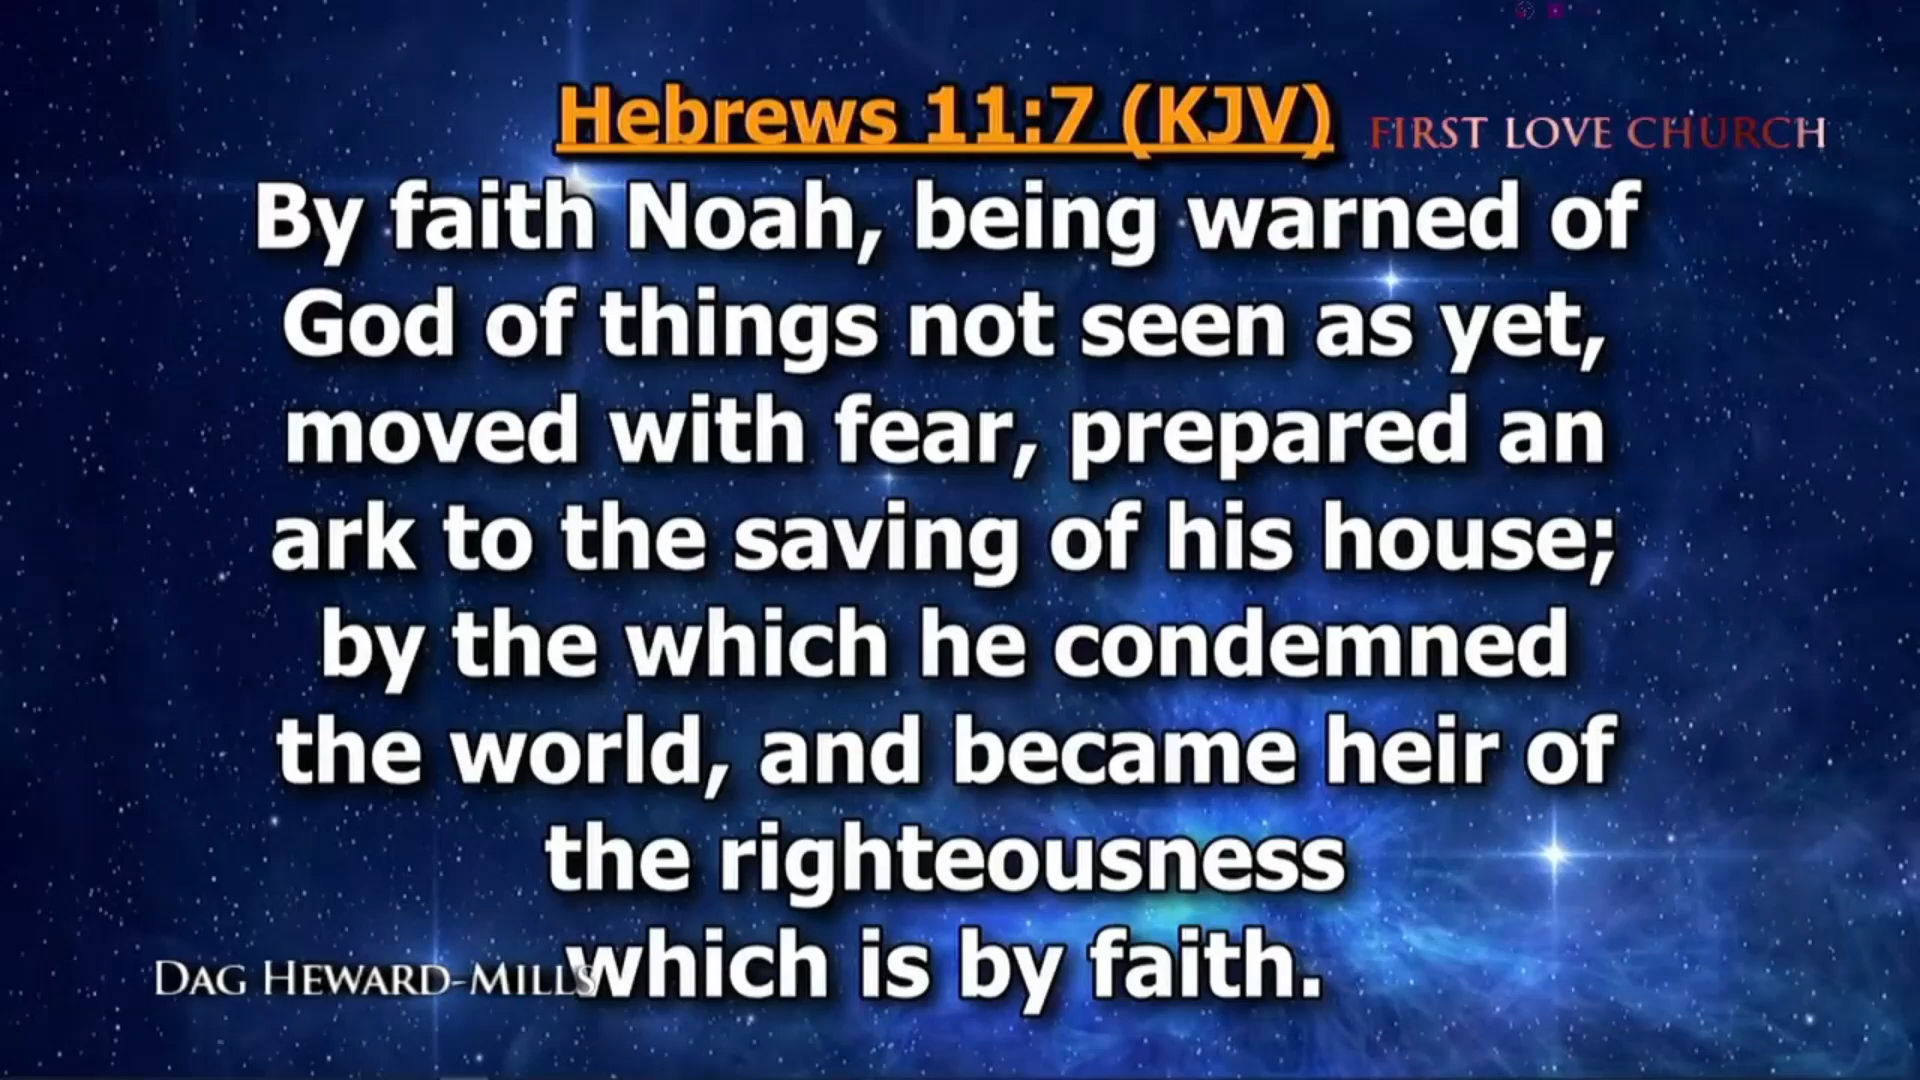 Hebrews 11:7 (KJV)
FIRST LOVE CHURCH
By faith Noah, being warned of
God of things not seen as yet,
moved with fear, prepared an
ark to the saving of his house;
by the which he condemned
the world, and became heir of
the righteousness
which is by faith.
DAG HEWARD-MILLS